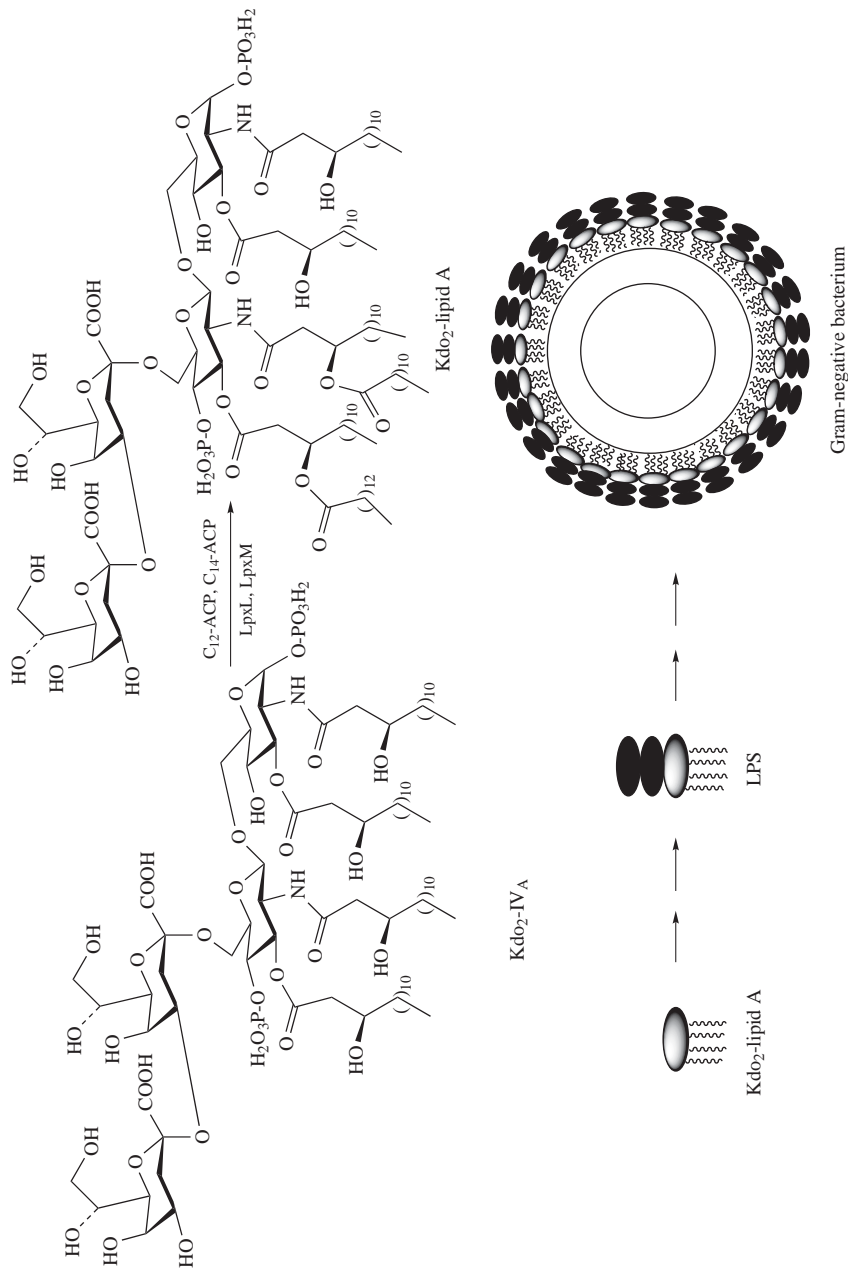 HO
OH
HO
COOH
O
HO
O
HO
OH
HO
COOH
O
O
H₂O₃P-O
O
O
O
NH
HO
O
HO
O
O-PO₃H₂
NH
O
O
O
O
HO
HO
HO
HO
( )₁₀
( )₁₀
( )₁₀
( )₁₀
Kdo₂-IV_A
C₁₂-ACP, C₁₄-ACP
LpxL, LpxM
HO
OH
HO
COOH
O
HO
O
HO
OH
HO
COOH
O
O
H₂O₃P-O
O
O
O
NH
O
HO
O
O-PO₃H₂
NH
O
O
O
O
O
O
HO
HO
O
O
( )₁₂
( )₁₀
( )₁₀
( )₁₀
( )₁₀
( )₁₀
Kdo₂-lipid A
Kdo₂-lipid A
LPS
Gram-negative bacterium